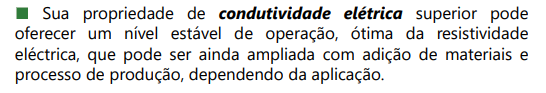 ■ Sua propriedade de condutividade elétrica superior pode
oferecer um nível estável de operação, ótima da resistividade
eléctrica, que pode ser ainda ampliada com adição de materiais e
processo de produção, dependendo da aplicação.